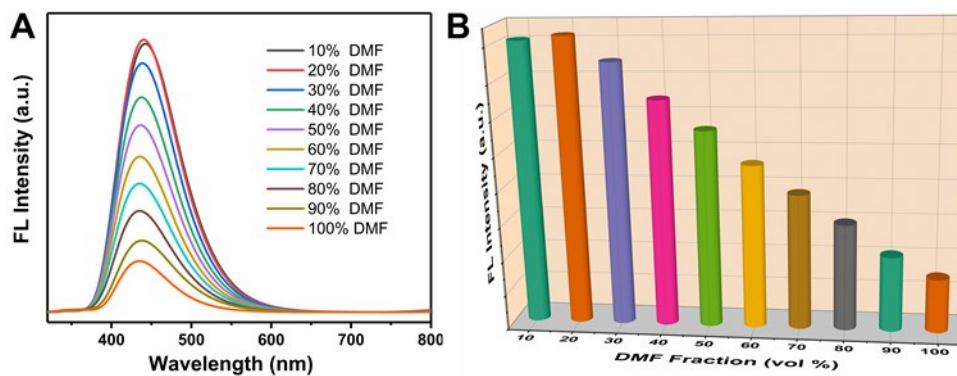 A
FL Intensity (a.u.)
10% DMF
20% DMF
30% DMF
40% DMF
50% DMF
60% DMF
70% DMF
80% DMF
90% DMF
100% DMF
400
500
600
700
800
Wavelength (nm)
B
FL Intensity (a.u.)
10
20
30
40
50
60
70
80
90
100
DMF Fraction (vol %)